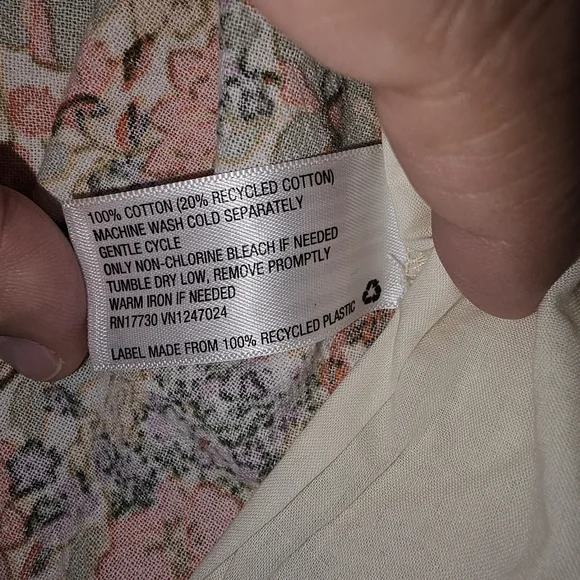 100% COTTON (20% RECYCLED COTTON)
MACHINE WASH COLD SEPARATELY
GENTLE CYCLE
ONLY NON-CHLORINE BLEACH IF NEEDED
TUMBLE DRY LOW, REMOVE PROMPTLY
WARM IRON IF NEEDED
RN17730 VN1247024
LABEL MADE FROM 100% RECYCLED PLASTIC